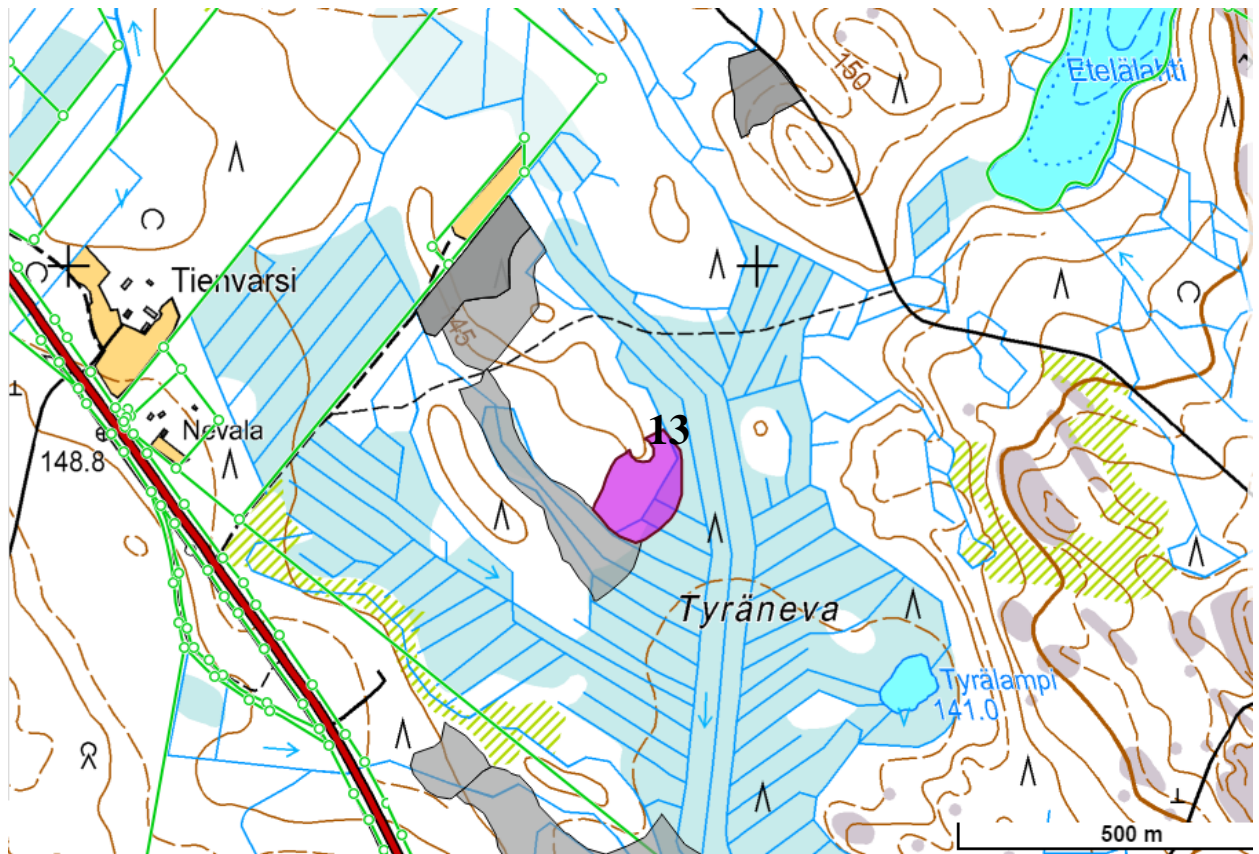 150
Etelälahti
Tienvarsi
45
13
Nevala
148.8
Tyräneva
Tyrälampi
141.0
500 m